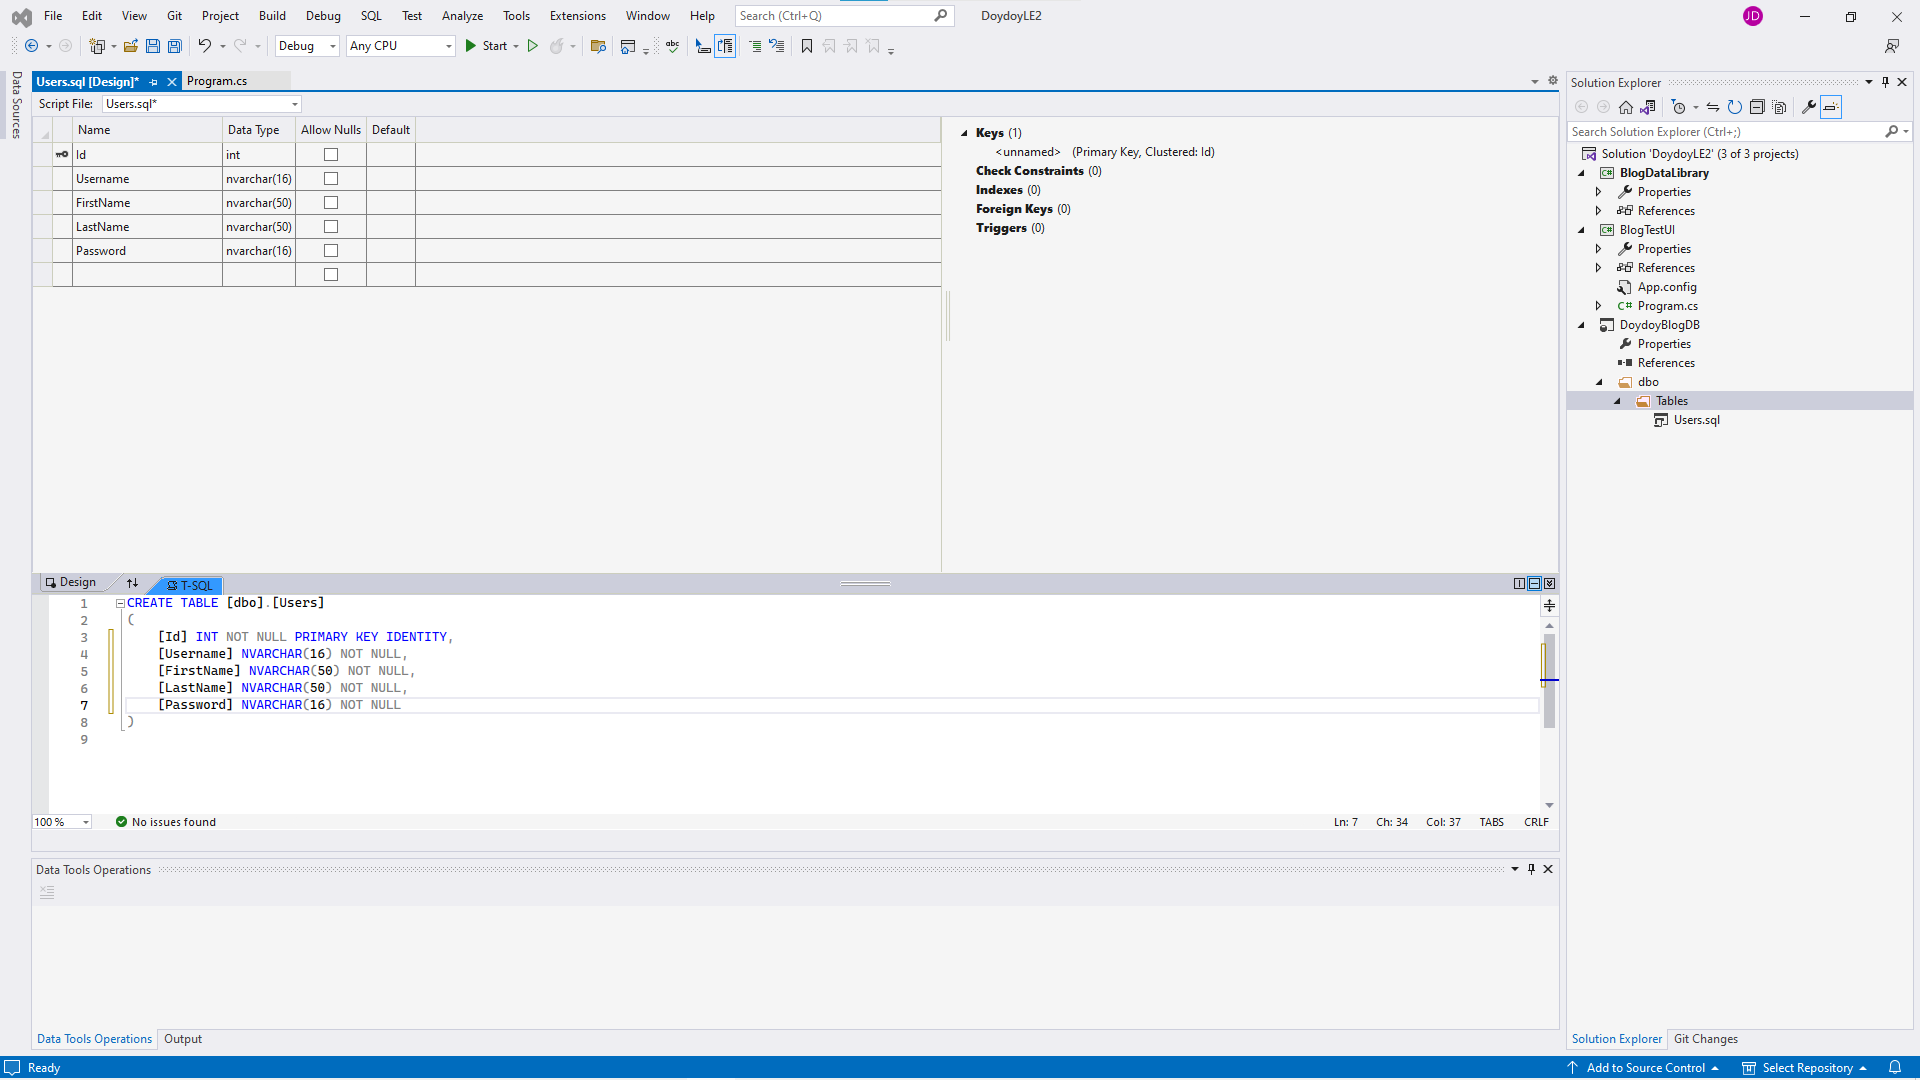 File Edit View Git Project Build Debug SQL Test Analyze Tools Extensions Window Help Search (Ctrl+Q) DoydoyLE2 JD
Debug Any CPU Start
Data Sources
Users.sql [Design]* Program.cs
Script File: Users.sql*
Name Data Type Allow Nulls Default
Id int
Username nvarchar(16)
FirstName nvarchar(50)
LastName nvarchar(50)
Password nvarchar(16)
Keys (1)
<unnamed> (Primary Key, Clustered: Id)
Check Constraints (0)
Indexes (0)
Foreign Keys (0)
Triggers (0)
Design T-SQL
1 CREATE TABLE [dbo].[Users]
2 (
3 [Id] INT NOT NULL PRIMARY KEY IDENTITY,
4 [Username] NVARCHAR(16) NOT NULL,
5 [FirstName] NVARCHAR(50) NOT NULL,
6 [LastName] NVARCHAR(50) NOT NULL,
7 [Password] NVARCHAR(16) NOT NULL
8 )
9
100 % No issues found Ln: 7 Ch: 34 Col: 37 TABS CRLF
Data Tools Operations
Data Tools Operations Output
Solution Explorer
Search Solution Explorer (Ctrl+;)
Solution 'DoydoyLE2' (3 of 3 projects)
C# BlogDataLibrary
Properties
References
C# BlogTestUI
Properties
References
App.config
C# Program.cs
DoydoyBlogDB
Properties
References
dbo
Tables
Users.sql
Solution Explorer Git Changes
Ready Add to Source Control Select Repository